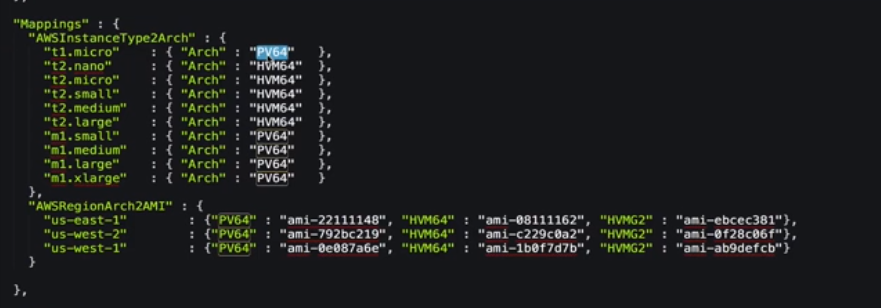 },
"Mappings" : {
"AWSInstanceType2Arch" : {
"t1.micro" : { "Arch" : "PV64" },
"t2.nano" : { "Arch" : "HVM64" },
"t2.micro" : { "Arch" : "HVM64" },
"t2.small" : { "Arch" : "HVM64" },
"t2.medium" : { "Arch" : "HVM64" },
"t2.large" : { "Arch" : "HVM64" },
"m1.small" : { "Arch" : "PV64" },
"m1.medium" : { "Arch" : "PV64" },
"m1.large" : { "Arch" : "PV64" },
"m1.xlarge" : { "Arch" : "PV64" }
},
"AWSRegionArch2AMI" : {
"us-east-1" : {"PV64" : "ami-22111148", "HVM64" : "ami-08111162", "HVMG2" : "ami-ebcec381"},
"us-west-2" : {"PV64" : "ami-792bc219", "HVM64" : "ami-c229c0a2", "HVMG2" : "ami-0f28c06f"},
"us-west-1" : {"PV64" : "ami-0e087a6e", "HVM64" : "ami-1b0f7d7b", "HVMG2" : "ami-ab9defcb"}
}
},